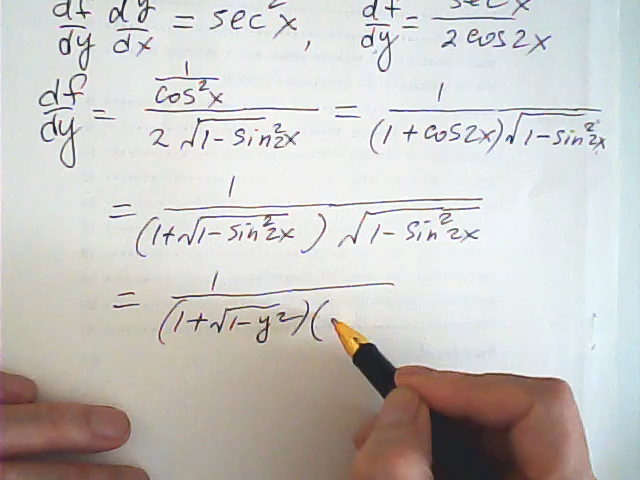 df/dy dy/dx = sec²x, df/dy = sec²x / 2cos2x
df/dy = (1/cos²x) / (2√(1-sin²2x)) = 1 / ((1+cos2x)√(1-sin²2x))
= 1 / ((1+√(1-sin²2x))√(1-sin²2x))
= 1 / ((1+√(1-y²))(